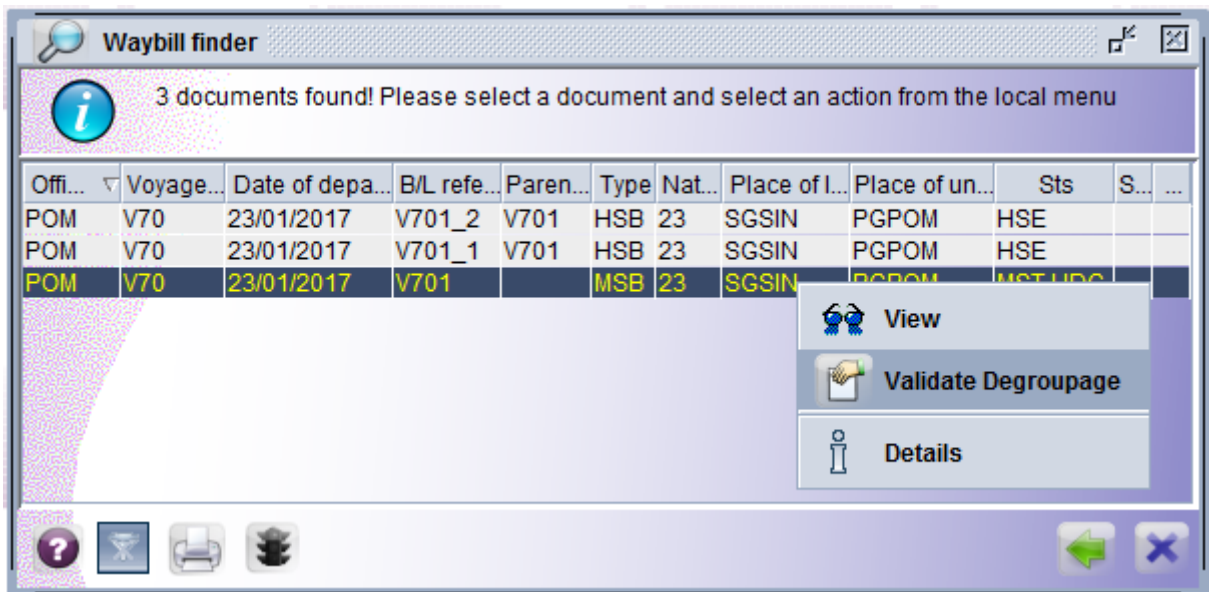 Waybill finder
3 documents found! Please select a document and select an action from the local menu
Offi... Voyage... Date of depa... B/L refe... Paren... Type Nat... Place of l... Place of un... Sts S... ...
POM V70 23/01/2017 V701_2 V701 HSB 23 SGSIN PGPOM HSE
POM V70 23/01/2017 V701_1 V701 HSB 23 SGSIN PGPOM HSE
POM V70 23/01/2017 V701 MSB 23 SGSIN PGPOM MST UDG
View
Validate Degroupage
Details